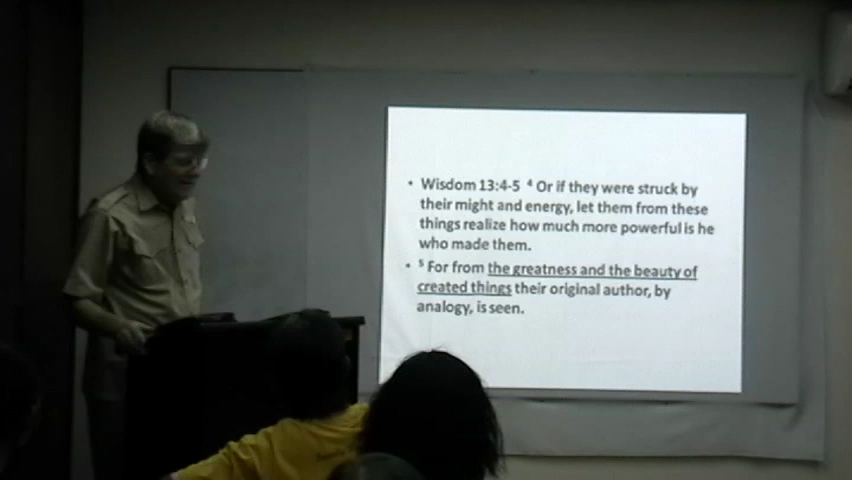 • Wisdom 13:4-5 ⁴ Or if they were struck by
their might and energy, let them from these
things realize how much more powerful is he
who made them.
• ⁵ For from the greatness and the beauty of
created things their original author, by
analogy, is seen.